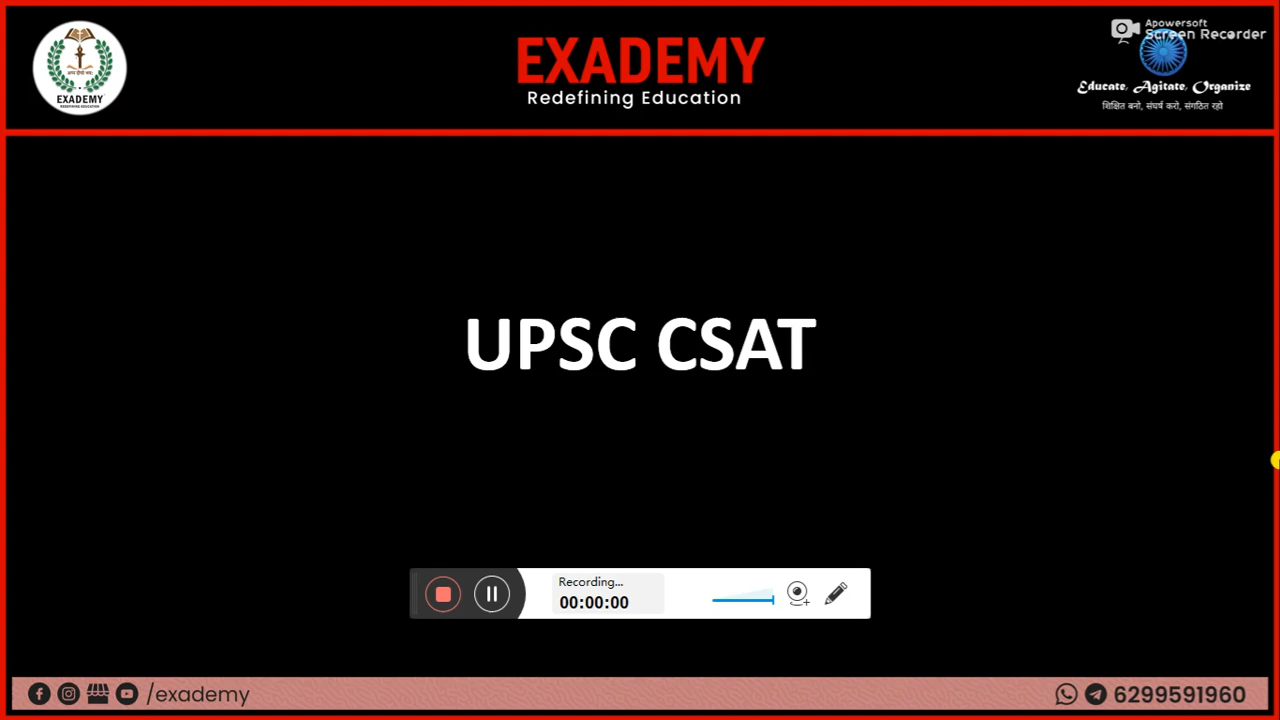 EXADEMY
Redefining Education
Apowersoft
Screen Recorder
EXADEMY
REDEFINING EDUCATION
Educate, Agitate, Organize
शिक्षित बनो, संघर्ष करो, संगठित रहो
UPSC CSAT
Recording...
00:00:00
/exademy
6299591960